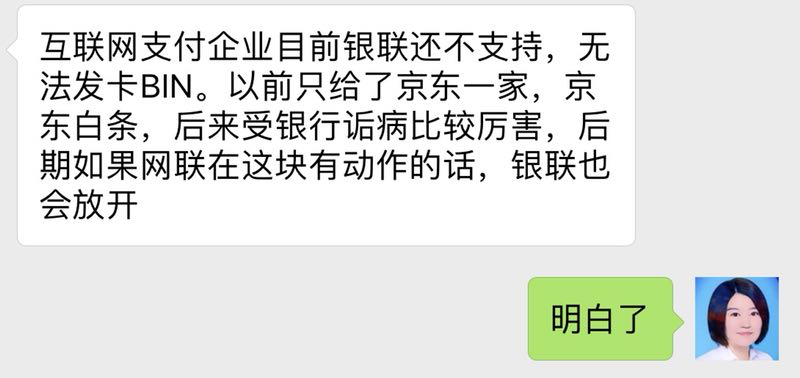 互联网支付企业目前银联还不支持，无
法发卡BIN。以前只给了京东一家，京
东白条，后来受银行诟病比较厉害，后
期如果网联在这块有动作的话，银联也
会放开
明白了